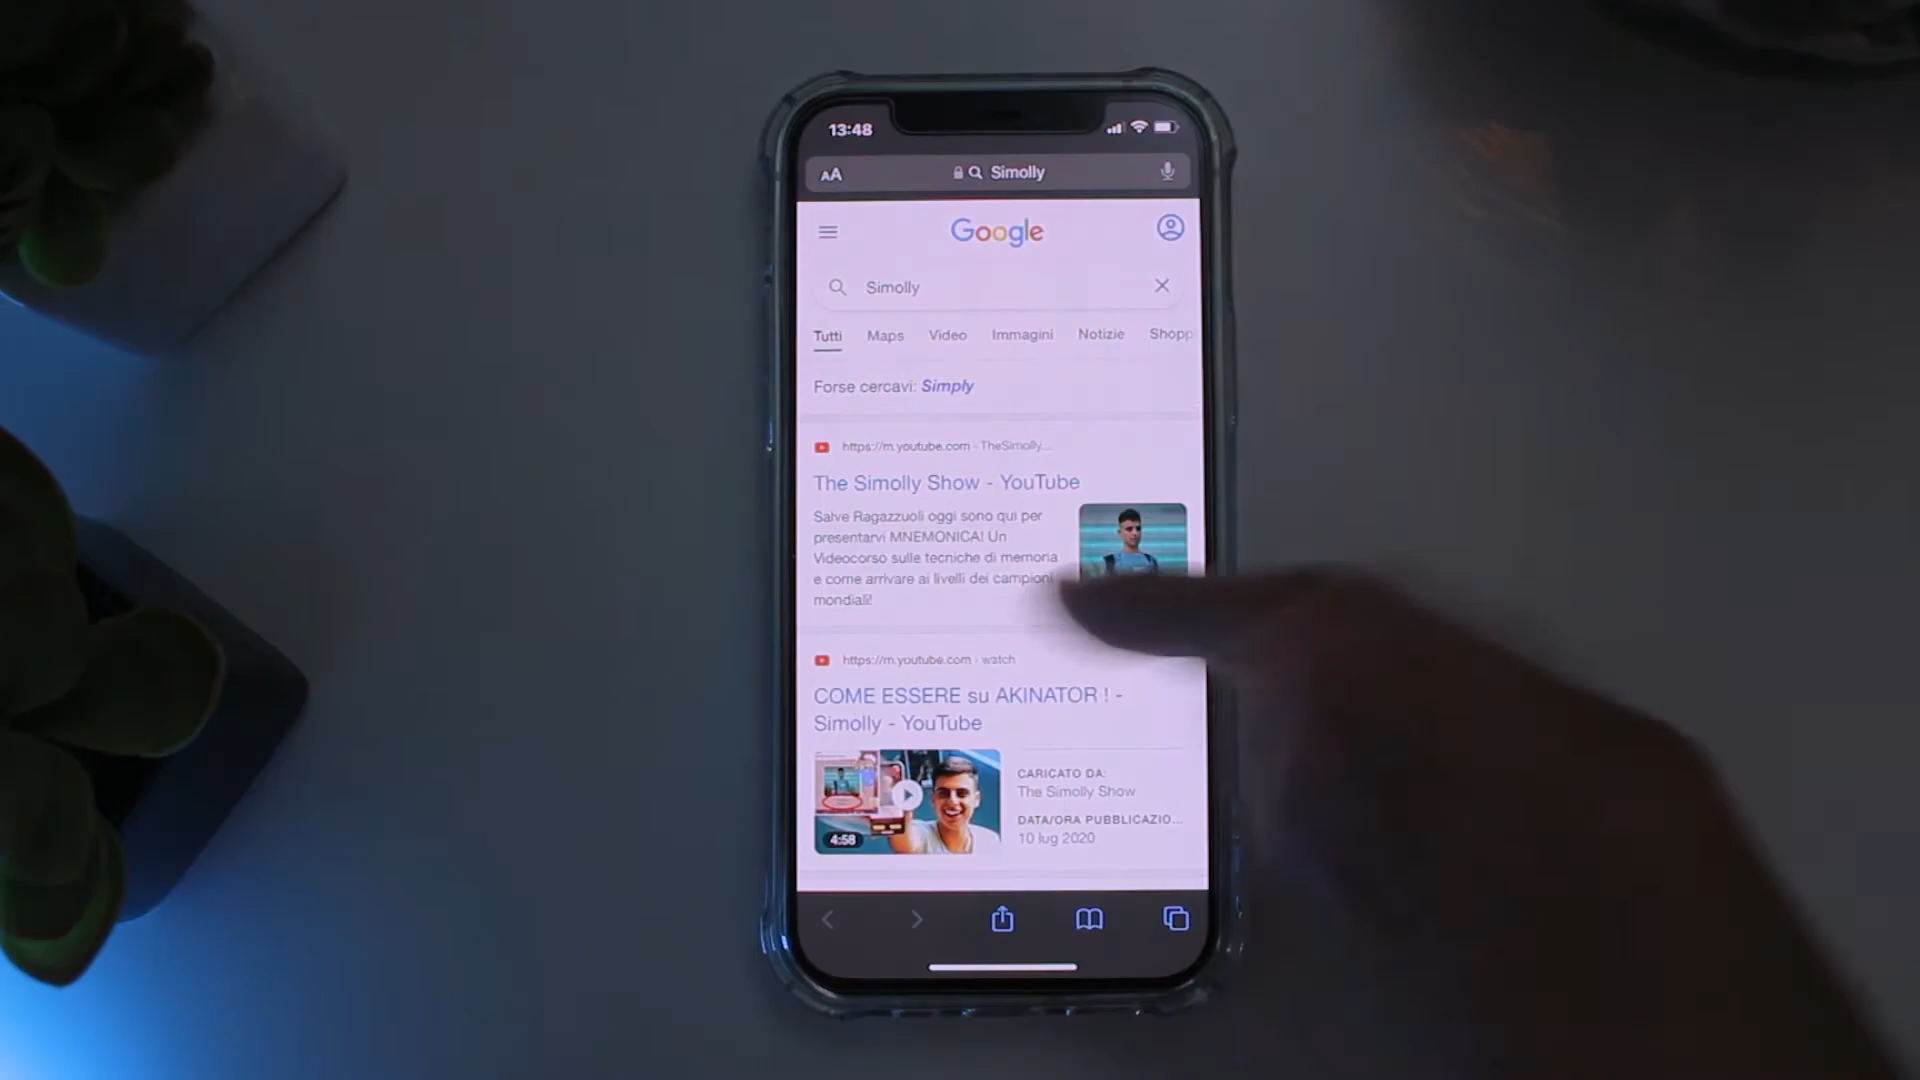 13:48
AA Simolly
Google
Simolly
Tutti Maps Video Immagini Notizie Shopp
Forse cercavi: Simply
https://m.youtube.com › TheSimolly...
The Simolly Show - YouTube
Salve Ragazzuoli oggi sono qui per
presentarvi MNEMONICA! Un
Videocorso sulle tecniche di memoria
e come arrivare ai livelli dei campioni
mondiali!
https://m.youtube.com › watch
COME ESSERE su AKINATOR ! -
Simolly - YouTube
4:58
CARICATO DA:
The Simolly Show
DATA/ORA PUBBLICAZIO...
10 lug 2020